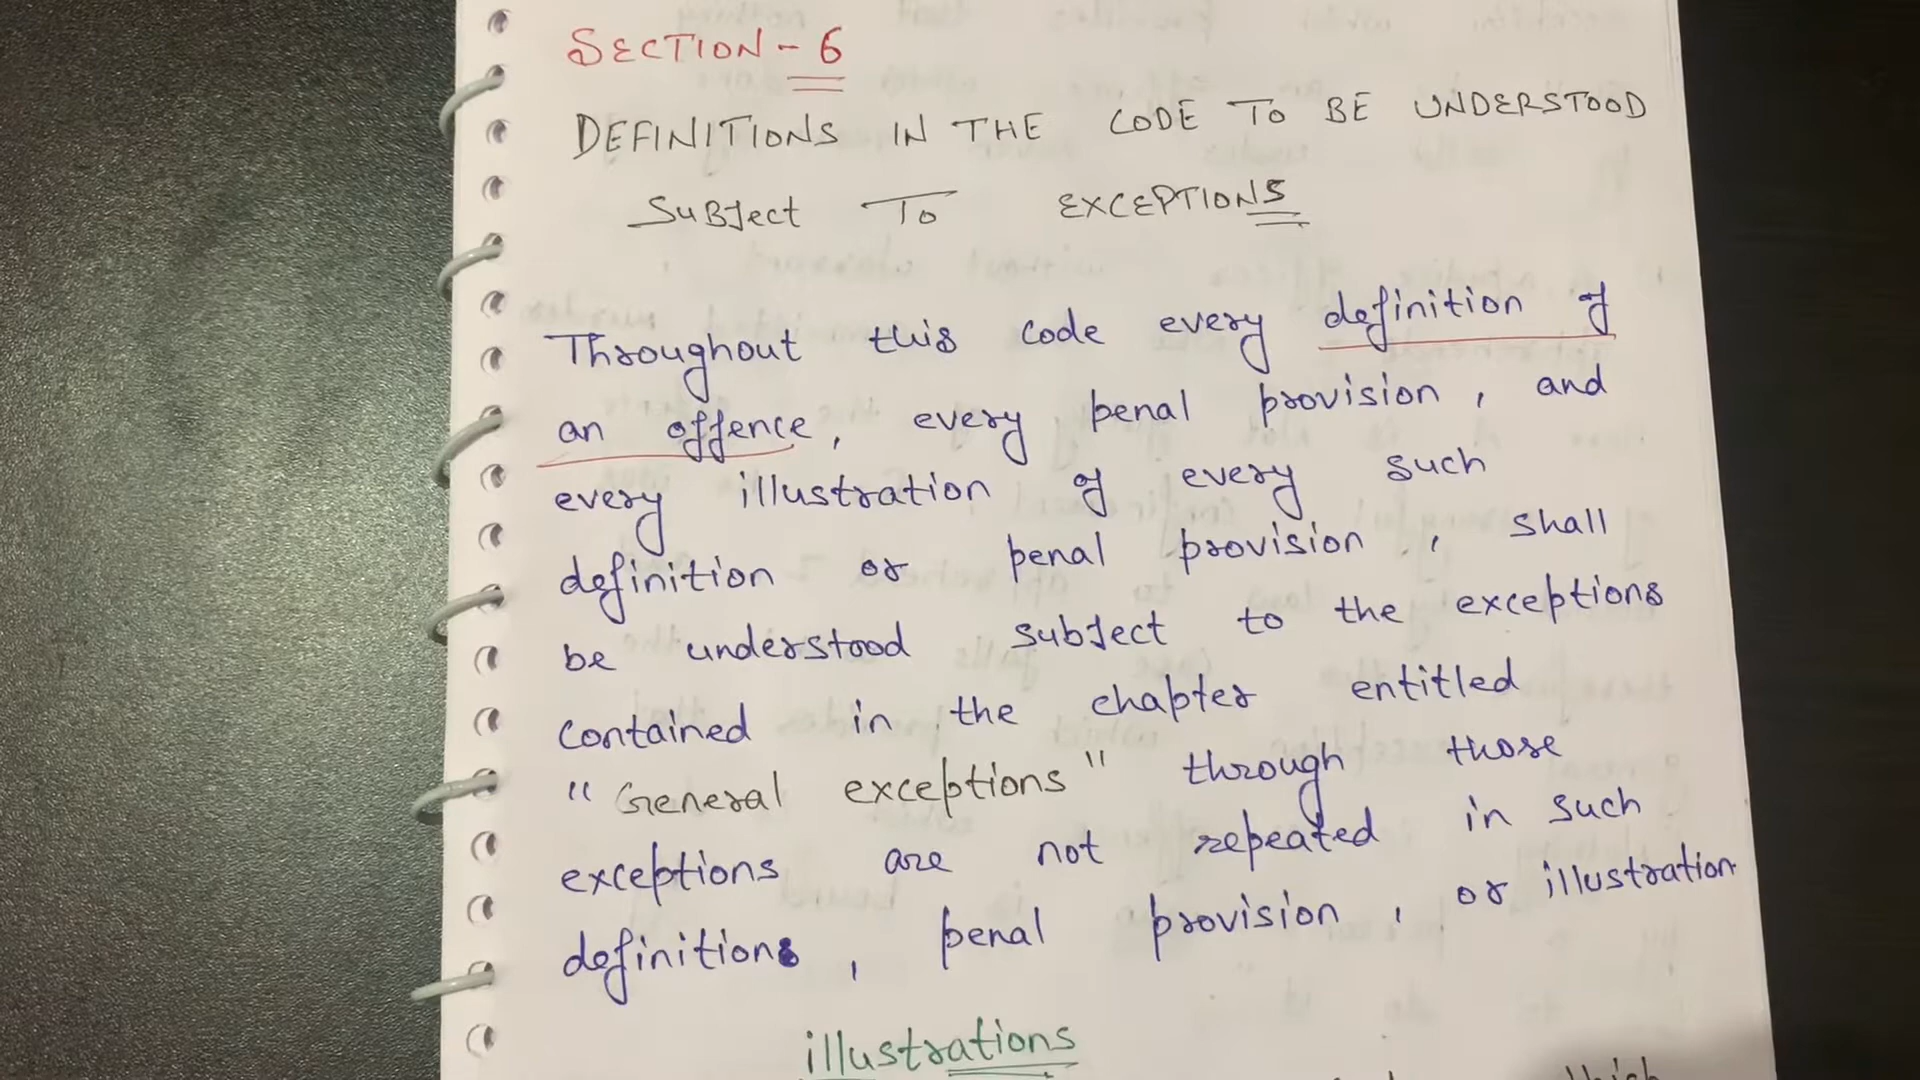 SECTION - 6
DEFINITIONS IN THE CODE TO BE UNDERSTOOD
SUBJect TO EXCEPTIONS
Throughout this code every definition of
an offence, every penal provision, and
every illustration of every such
definition or penal provision, shall
be understood subject to the exceptions
contained in the chapter entitled
"General exceptions" through those
exceptions are not repeated in such
definitions, penal provision, or illustration
illustrations